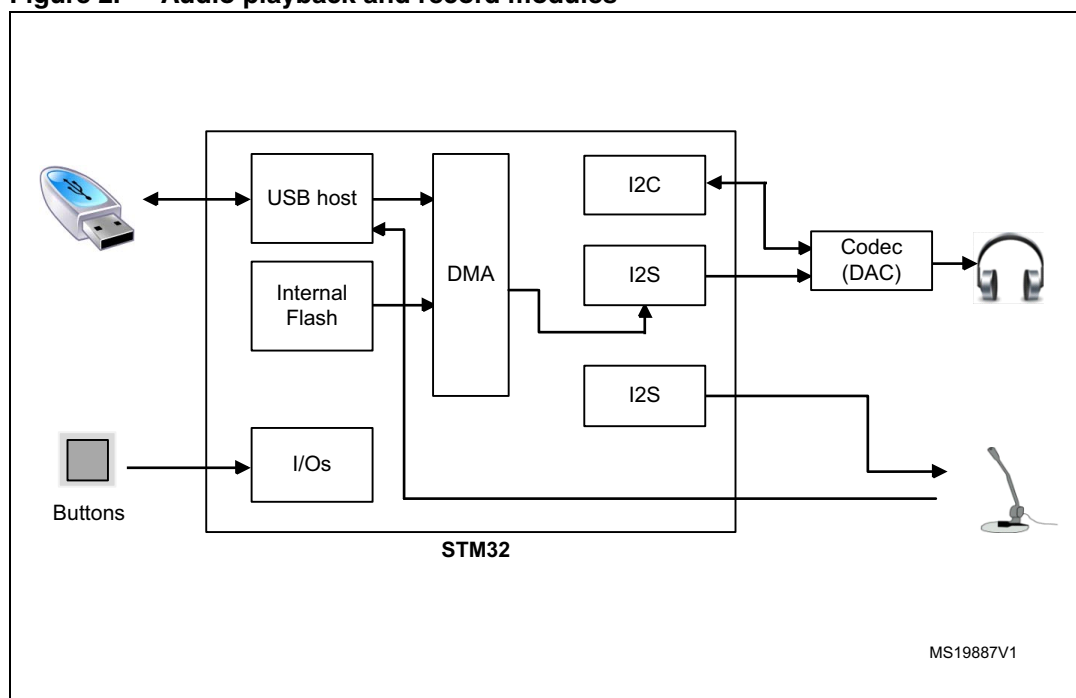 Figure 2. Audio playback and record modules
USB host
DMA
I2C
Internal
Flash
I2S
Codec
(DAC)
I2S
I/Os
Buttons
STM32
MS19887V1